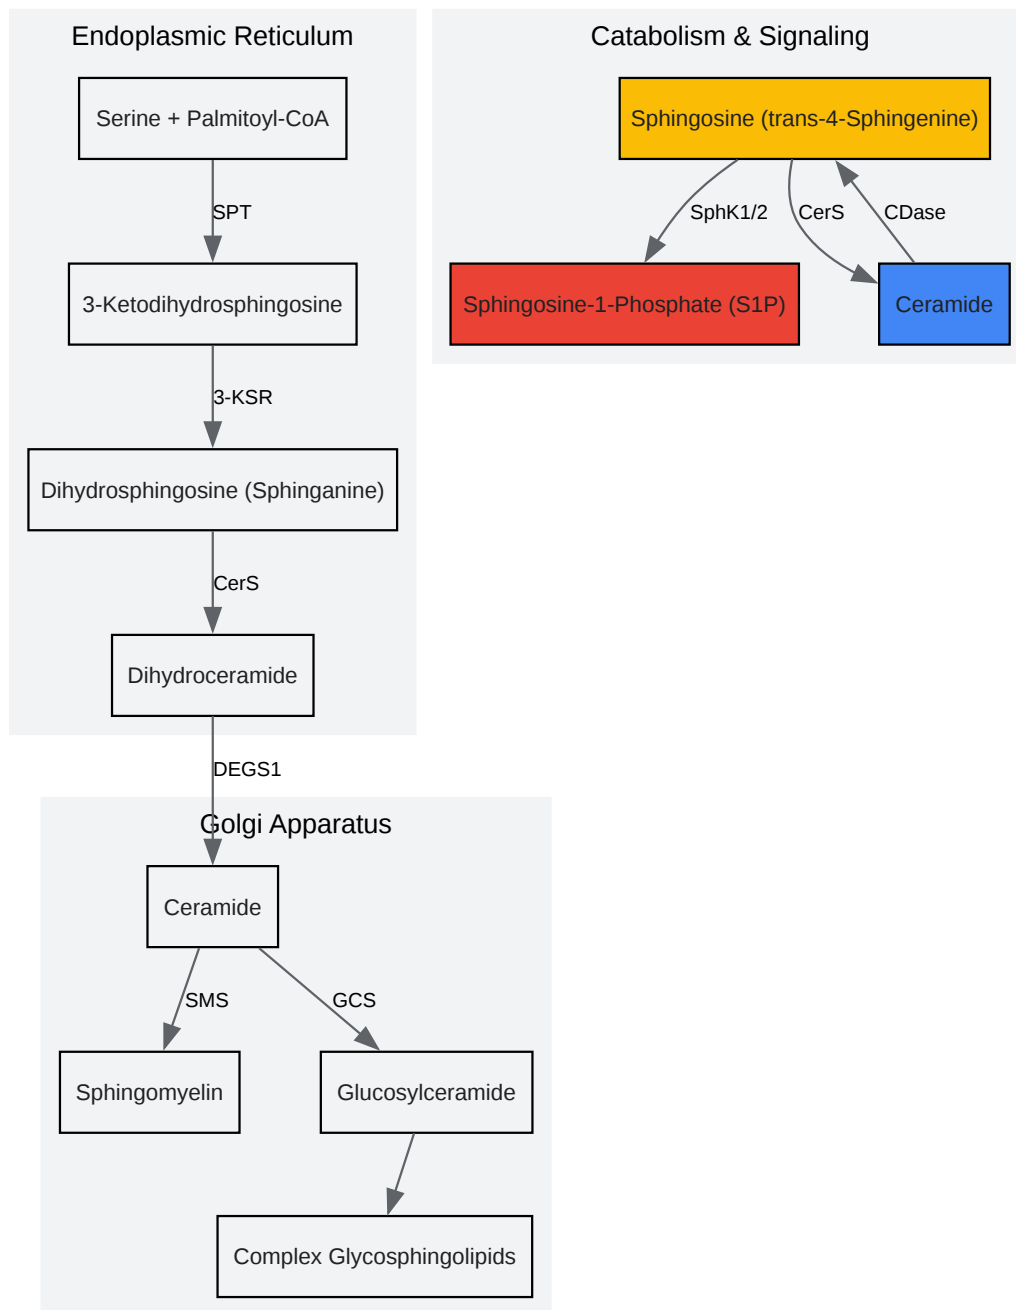 Endoplasmic Reticulum
Serine + Palmitoyl-CoA
SPT
3-Ketodihydrosphingosine
3-KSR
Dihydrosphingosine (Sphinganine)
CerS
Dihydroceramide
DEGS1
Golgi Apparatus
Ceramide
SMS
GCS
Sphingomyelin
Glucosylceramide
Complex Glycosphingolipids
Catabolism & Signaling
Sphingosine (trans-4-Sphingenine)
SphK1/2
CerS
CDase
Sphingosine-1-Phosphate (S1P)
Ceramide